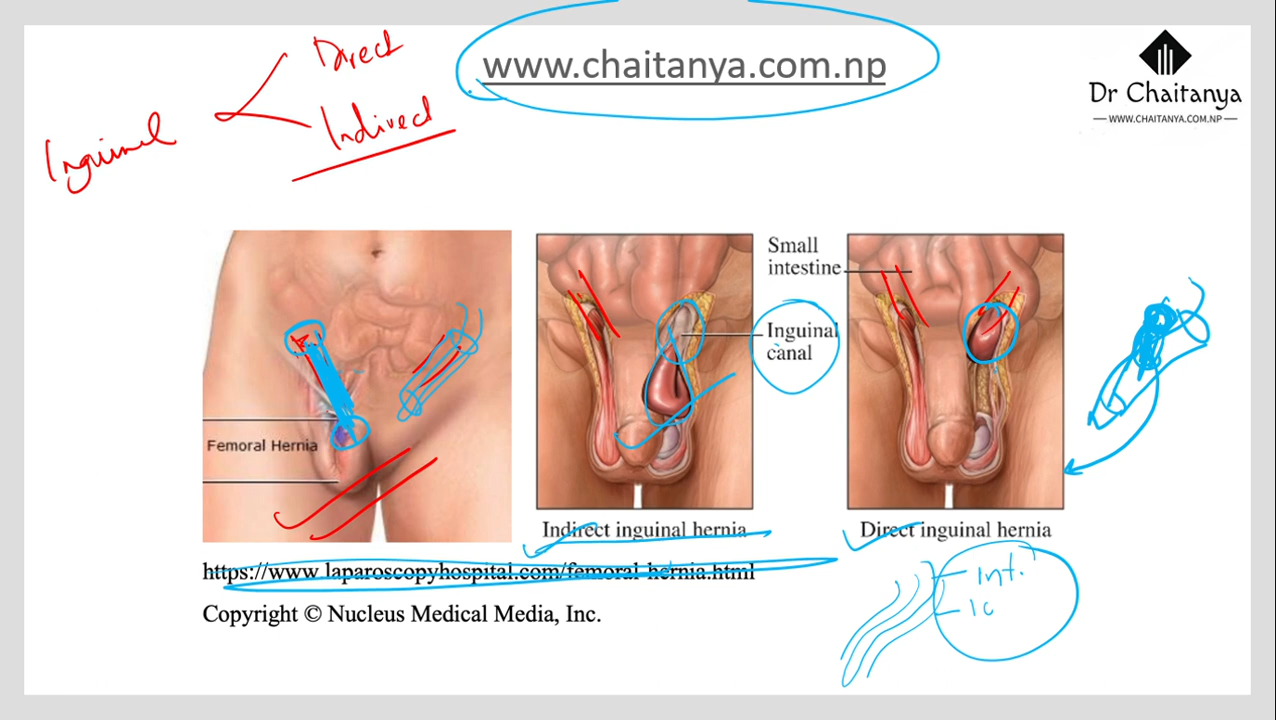 Direct
www.chaitanya.com.np
Dr Chaitanya
WWW.CHAITANYA.COM.NP
Inguinal
Indirect
Small
intestine
Inguinal
canal
Femoral Hernia
Indirect inguinal hernia
Direct inguinal hernia
https://www.laparoscopyhospital.com/femoral-hernia.html
Int.
Copyright © Nucleus Medical Media, Inc.